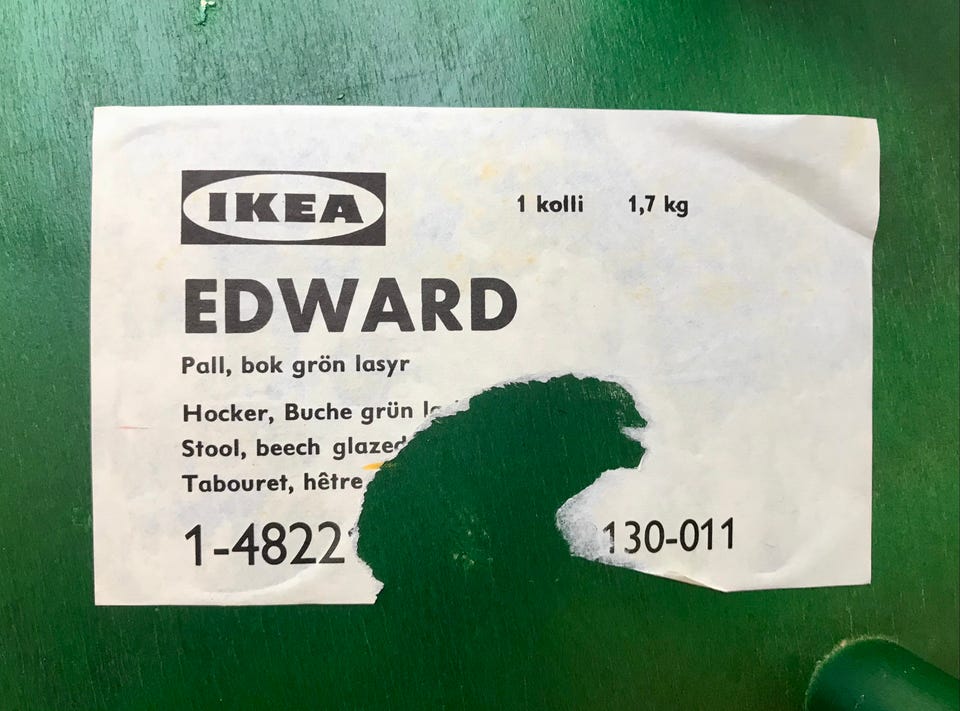 IKEA
1 kolli 1,7 kg
EDWARD
Pall, bok grön lasyr
Hocker, Buche grün
Stool, beech glazed
Tabouret, hêtre
1-4822 130-011